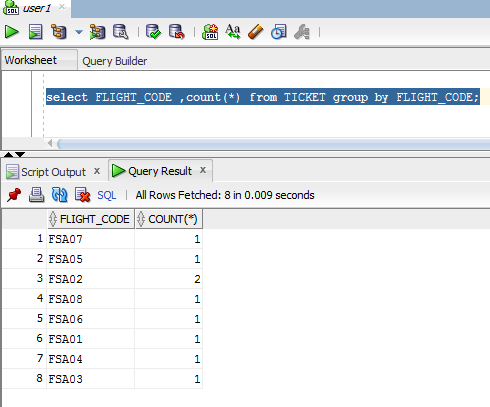 user1
SQL
Worksheet Query Builder
select FLIGHT_CODE ,count(*) from TICKET group by FLIGHT_CODE;
Script Output x Query Result x
SQL All Rows Fetched: 8 in 0.009 seconds
FLIGHT_CODE COUNT(*)
1 FSA07 1
2 FSA05 1
3 FSA02 2
4 FSA08 1
5 FSA06 1
6 FSA01 1
7 FSA04 1
8 FSA03 1